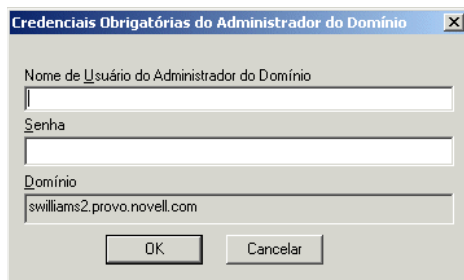 Credenciais Obrigatórias do Administrador do Domínio
Nome de Usuário do Administrador do Domínio
Senha
Domínio
swilliams2.provo.novell.com
OK
Cancelar